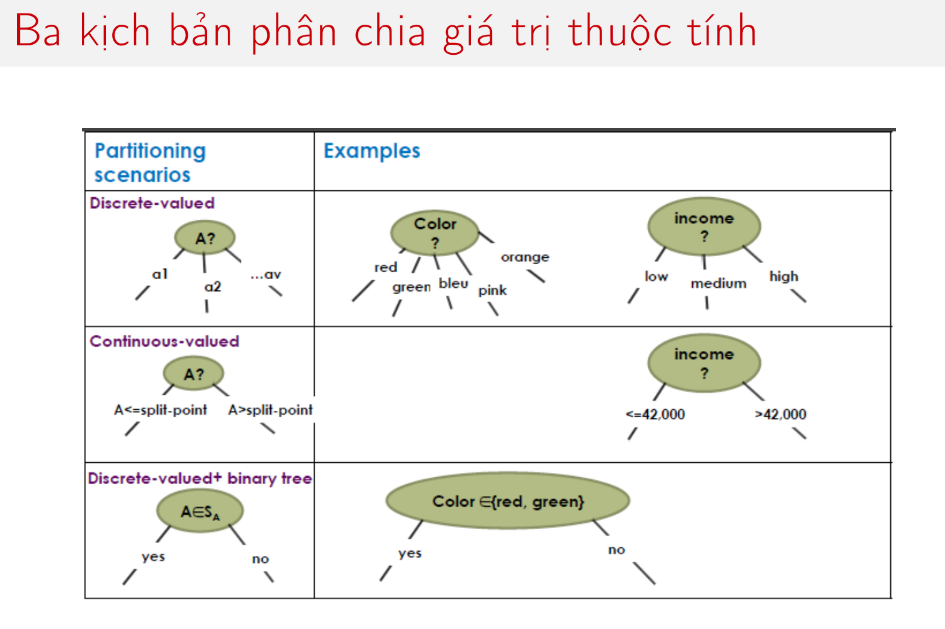 Ba kịch bản phân chia giá trị thuộc tính
Partitioning
scenarios
Examples
Discrete-valued
A?
a1
a2
...av
Color
?
red
green
bleu
pink
orange
income
?
low
medium
high
Continuous-valued
A?
A<=split-point
A>split-point
income
?
<=42,000
>42,000
Discrete-valued+ binary tree
A∈SA
yes
no
Color ∈{red, green}
yes
no